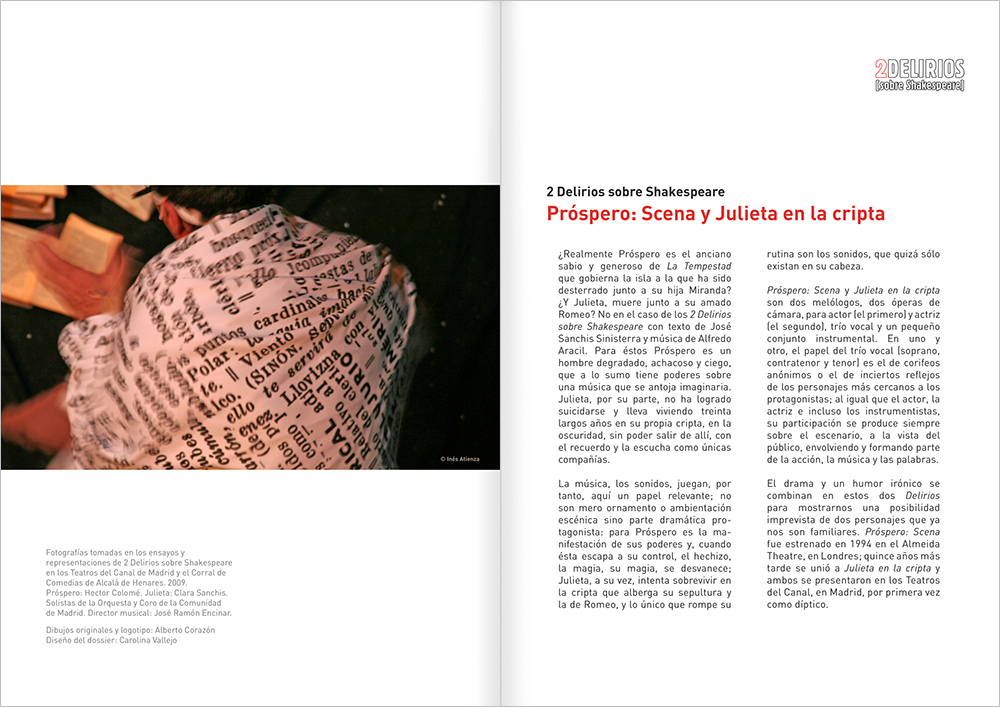 puntos cardinales
Polar.
te. || Viento
(SINÓN.
ello te servirá de
Lloviznar
© Inés Atienza
Fotografías tomadas en los ensayos y
representaciones de 2 Delirios sobre Shakespeare
en los Teatros del Canal de Madrid y el Corral de
Comedias de Alcalá de Henares. 2009.
Próspero: Hector Colomé. Julieta: Clara Sanchis.
Solistas de la Orquesta y Coro de la Comunidad
de Madrid. Director musical: José Ramón Encinar.
Dibujos originales y logotipo: Alberto Corazón
Diseño del dossier: Carolina Vallejo
2DELIRIOS
[sobre Shakespeare]
2 Delirios sobre Shakespeare
Próspero: Scena y Julieta en la cripta
¿Realmente Próspero es el anciano
sabio y generoso de La Tempestad
que gobierna la isla a la que ha sido
desterrado junto a su hija Miranda?
¿Y Julieta, muere junto a su amado
Romeo? No en el caso de los 2 Delirios
sobre Shakespeare con texto de José
Sanchis Sinisterra y música de Alfredo
Aracil. Para éstos Próspero es un
hombre degradado, achacoso y ciego,
que a lo sumo tiene poderes sobre
una música que se antoja imaginaria.
Julieta, por su parte, no ha logrado
suicidarse y lleva viviendo treinta
largos años en su propia cripta, en la
oscuridad, sin poder salir de allí, con
el recuerdo y la escucha como únicas
compañías.
La música, los sonidos, juegan, por
tanto, aquí un papel relevante; no
son mero ornamento o ambientación
escénica sino parte dramática pro-
tagonista: para Próspero es la ma-
nifestación de sus poderes y, cuando
ésta escapa a su control, el hechizo,
la magia, su magia, se desvanece;
Julieta, a su vez, intenta sobrevivir en
la cripta que alberga su sepultura y
la de Romeo, y lo único que rompe su
rutina son los sonidos, que quizá sólo
existan en su cabeza.
Próspero: Scena y Julieta en la cripta
son dos melólogos, dos óperas de
cámara, para actor (el primero) y actriz
(el segundo), trío vocal y un pequeño
conjunto instrumental. En uno y
otro, el papel del trío vocal (soprano,
contratenor y tenor) es el de corifeos
anónimos o el de inciertos reflejos
de los personajes más cercanos a los
protagonistas; al igual que el actor, la
actriz e incluso los instrumentistas,
su participación se produce siempre
sobre el escenario, a la vista del
público, envolviendo y formando parte
de la acción, la música y las palabras.
El drama y un humor irónico se
combinan en estos dos Delirios
para mostrarnos una posibilidad
imprevista de dos personajes que ya
nos son familiares. Próspero: Scena
fue estrenado en 1994 en el Almeida
Theatre, en Londres; quince años más
tarde se unió a Julieta en la cripta y
ambos se presentaron en los Teatros
del Canal, en Madrid, por primera vez
como díptico.